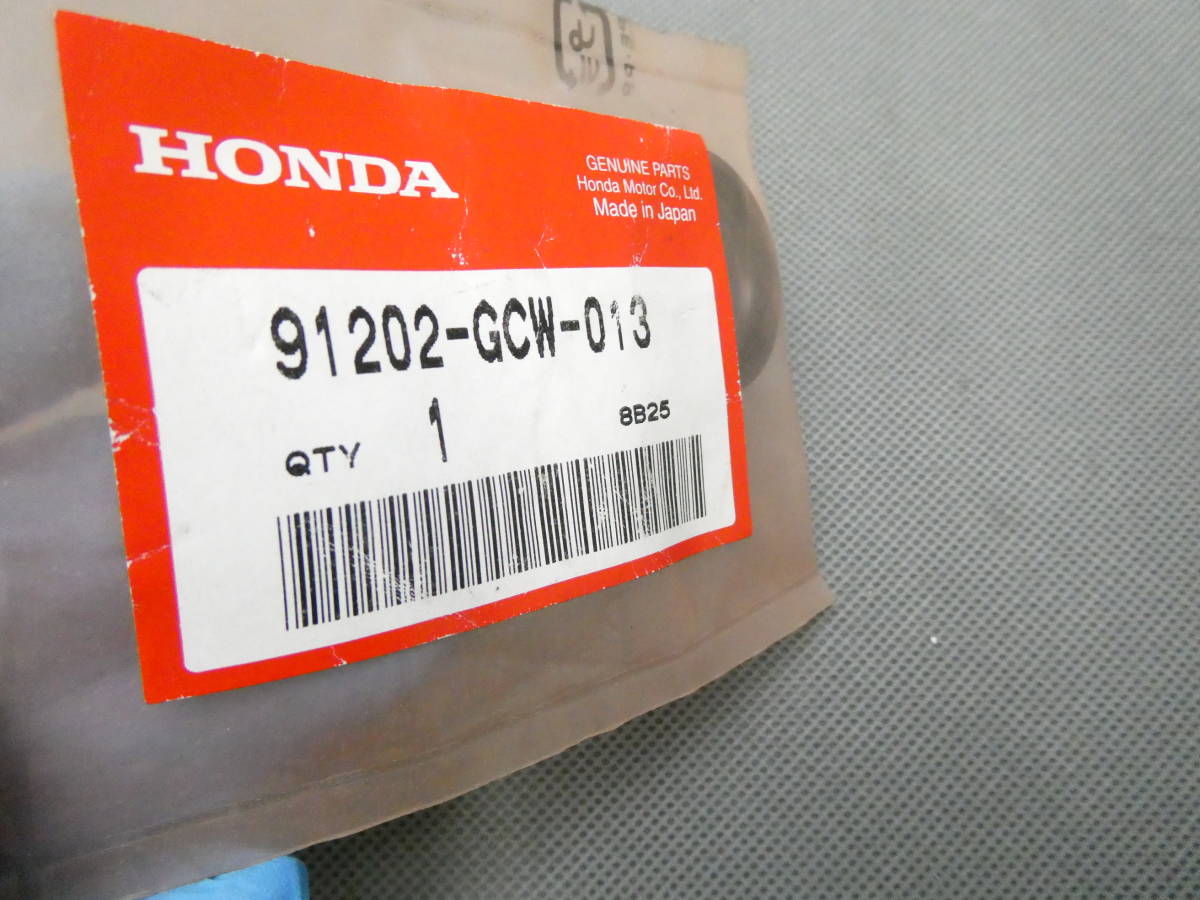 HONDA
GENUINE PARTS
Honda Motor Co., Ltd.
Made in Japan
91202-GCW-013
QTY 1 8B25